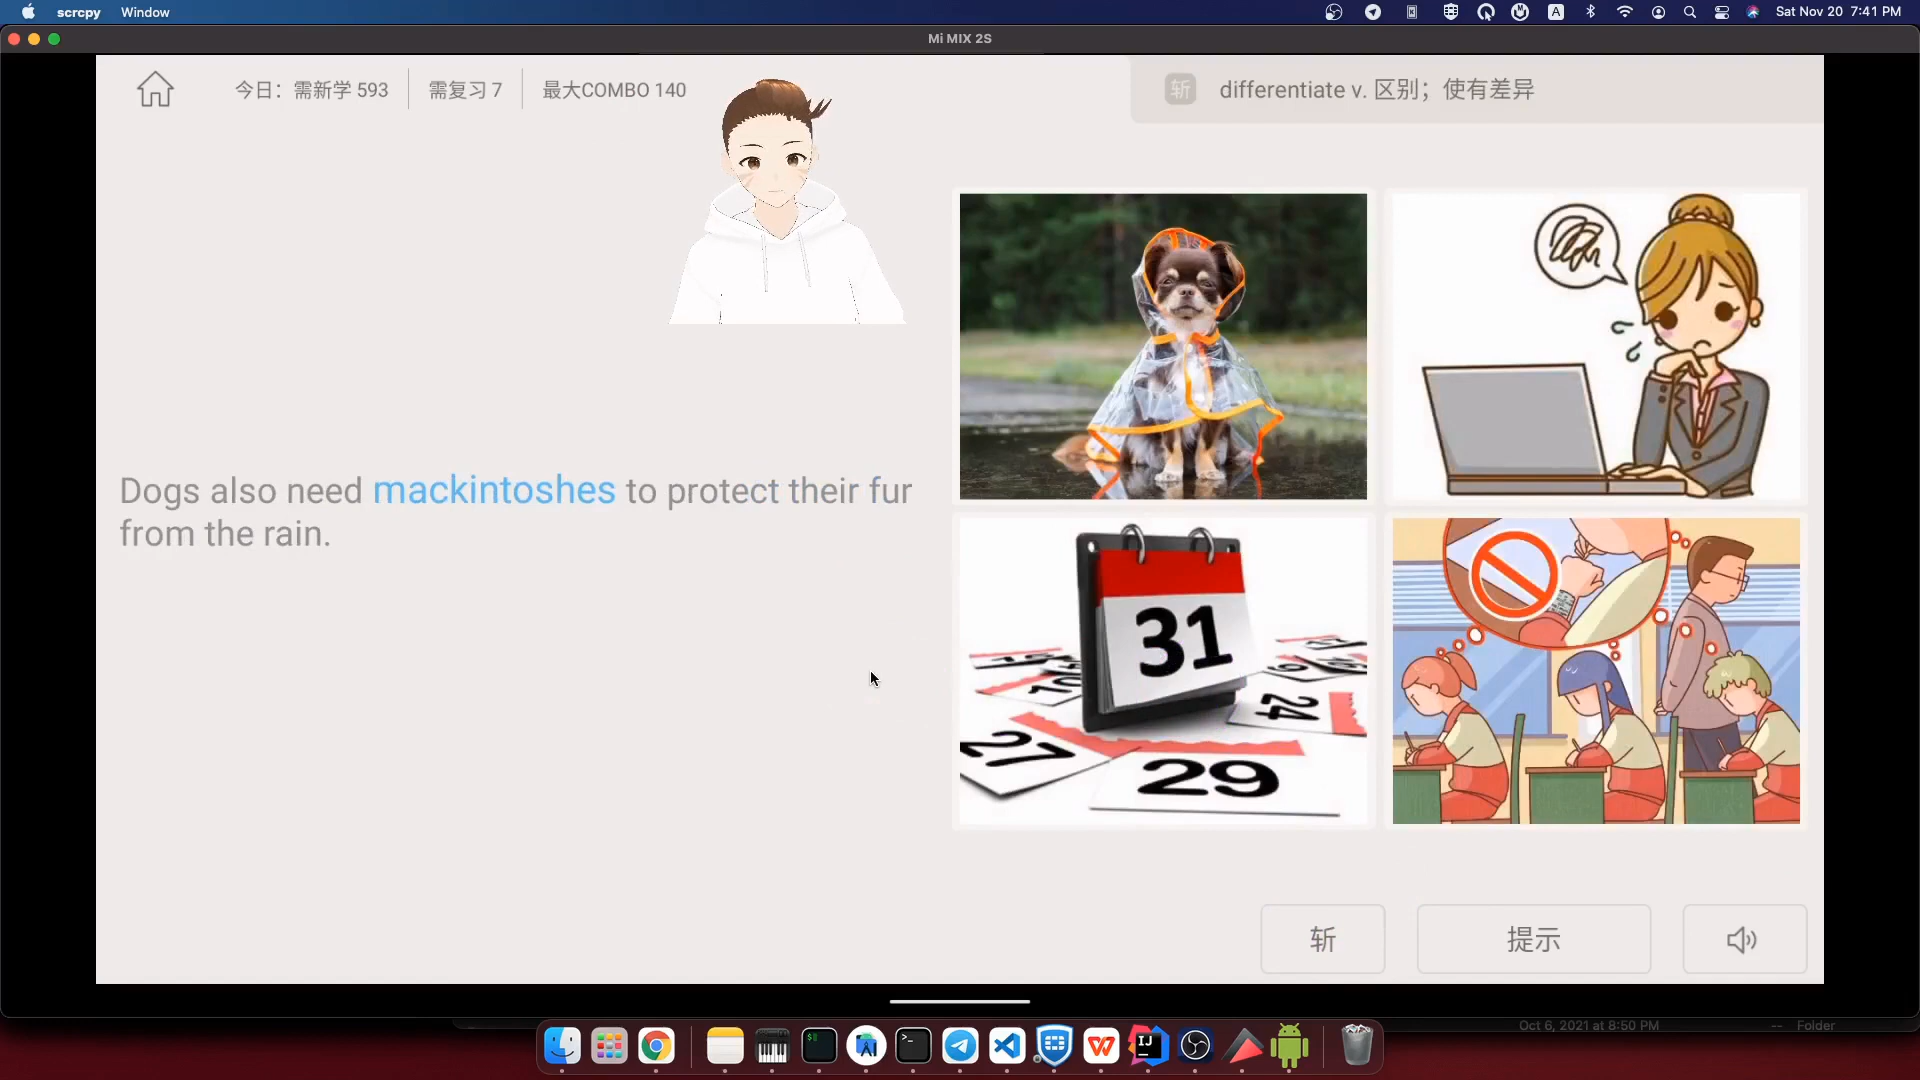 scrcpy Window
Sat Nov 20 7:41 PM
Mi MIX 2S
今日：需新学 593
需复习 7
最大COMBO 140
斩 differentiate v. 区别；使有差异
Dogs also need mackintoshes to protect their fur
from the rain.
31
24
27
29
斩
提示
Oct 6, 2021 at 8:50 PM -- Folder